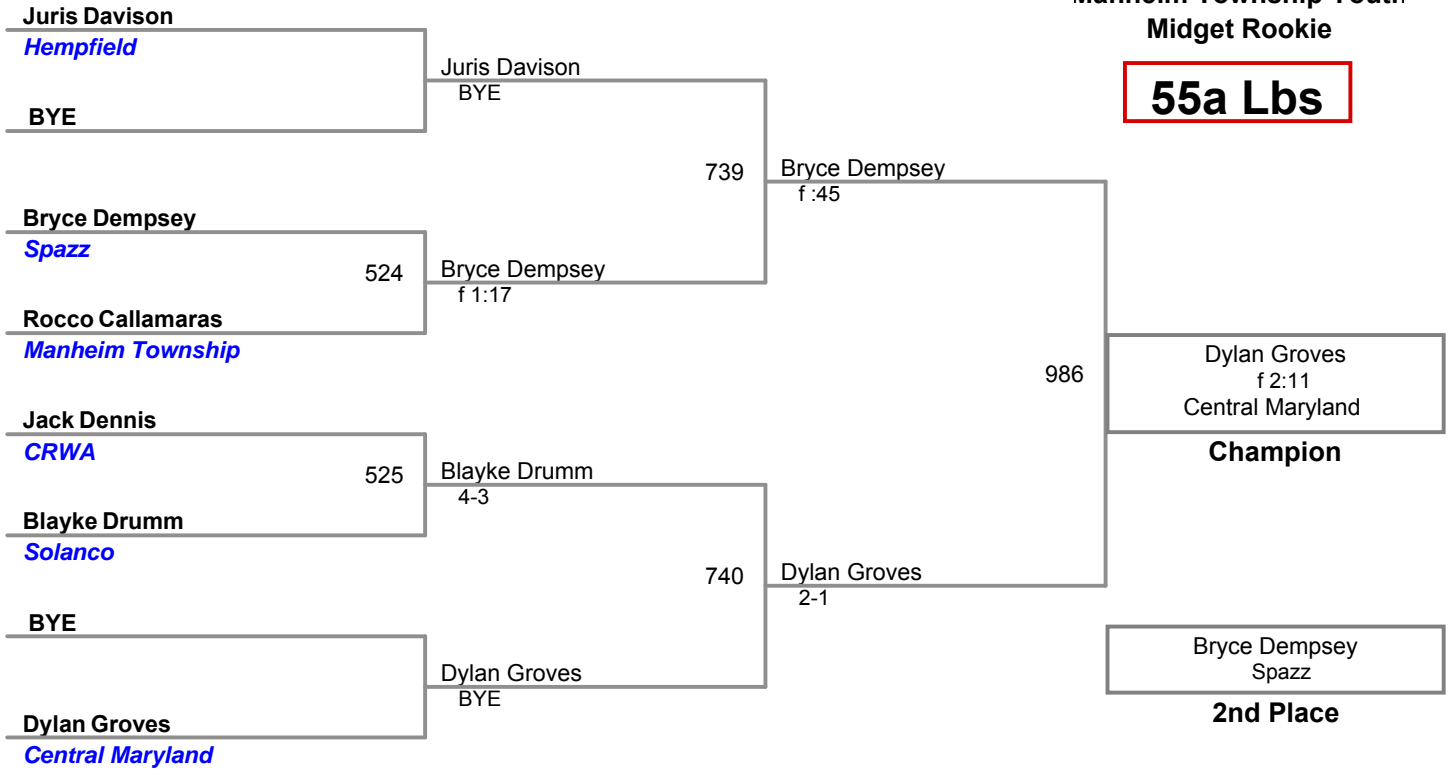 Manheim Township Youth
Midget Rookie
55a Lbs
Juris Davison
Hempfield
BYE
Juris Davison
BYE
Bryce Dempsey
Spazz
524
Rocco Callamaras
Manheim Township
Bryce Dempsey
f 1:17
739
Bryce Dempsey
f :45
Jack Dennis
CRWA
525
Blayke Drumm
Solanco
Blayke Drumm
4-3
BYE
Dylan Groves
Central Maryland
Dylan Groves
BYE
740
Dylan Groves
2-1
986
Dylan Groves
f 2:11
Central Maryland
Champion
Bryce Dempsey
Spazz
2nd Place